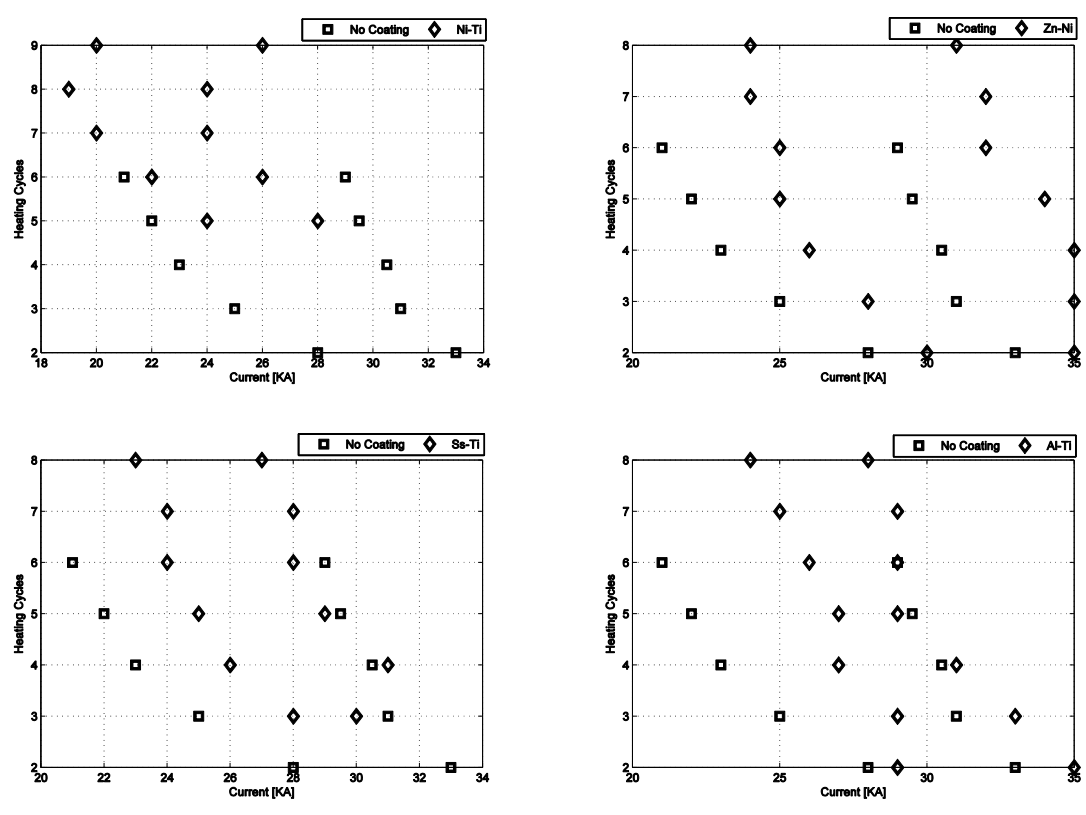 No Coating Ni-Ti
9
8
7
6
5
4
3
2
Heating Cycles
18 20 22 24 26 28 30 32 34
Current [KA]
No Coating Zn-Ni
8
7
6
5
4
3
2
Heating Cycles
20 25 30 35
Current [KA]
No Coating Ss-Ti
8
7
6
5
4
3
2
Heating Cycles
20 22 24 26 28 30 32 34
Current [KA]
No Coating Al-Ti
8
7
6
5
4
3
2
Heating Cycles
20 25 30 35
Current [KA]